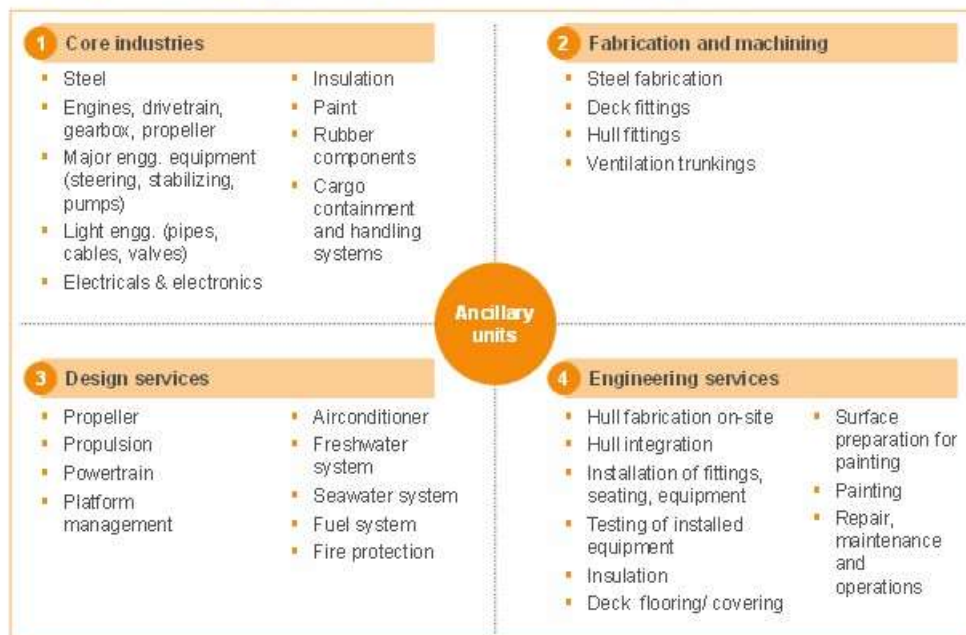 1 Core industries
Steel
Engines, drivetrain,
gearbox, propeller
Major engg. equipment
(steering, stabilizing,
pumps)
Light engg. (pipes,
cables, valves)
Electricals & electronics
Insulation
Paint
Rubber
components
Cargo
containment
and handling
systems
2 Fabrication and machining
Steel fabrication
Deck fittings
Hull fittings
Ventilation trunkings
Ancillary
units
3 Design services
Propeller
Propulsion
Powertrain
Platform
management
Airconditioner
Freshwater
system
Seawater system
Fuel system
Fire protection
4 Engineering services
Hull fabrication on-site
Hull integration
Installation of fittings,
seating, equipment
Testing of installed
equipment
Insulation
Deck flooring/ covering
Surface
preparation for
painting
Painting
Repair,
maintenance
and
operations